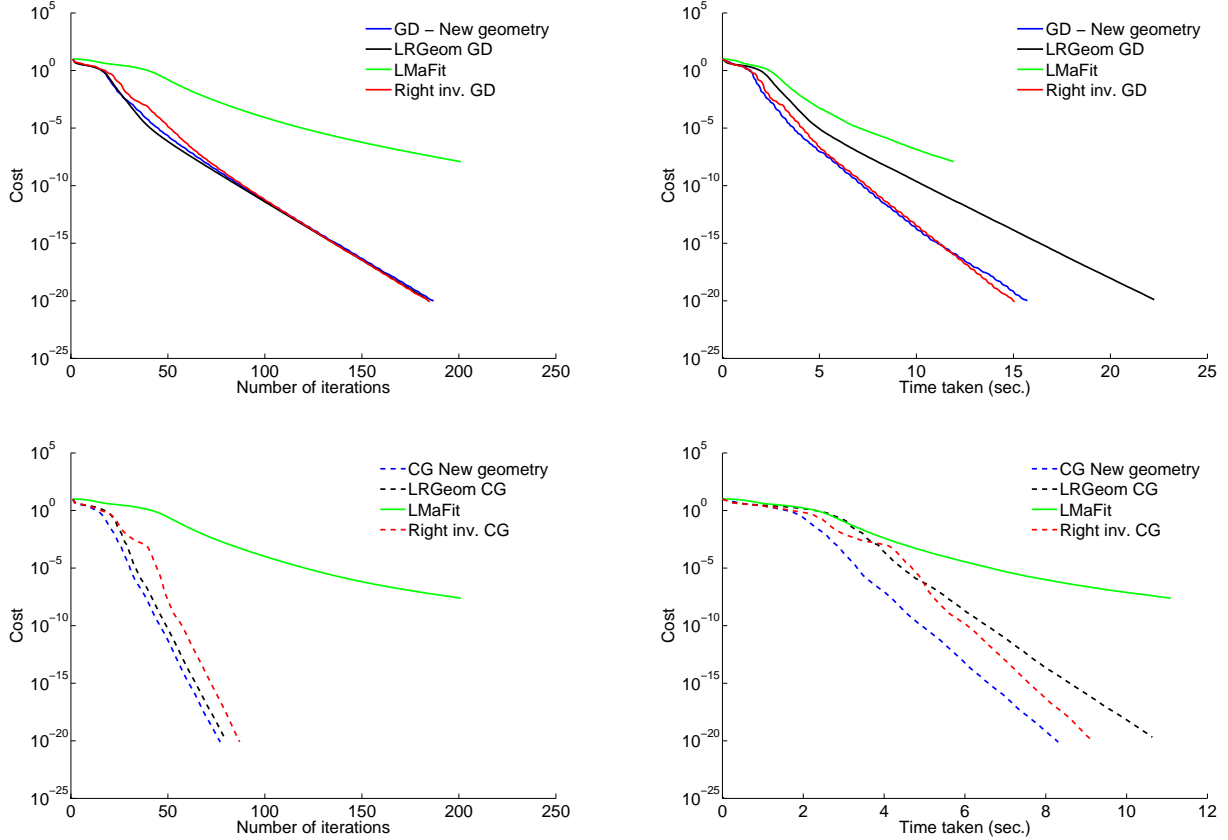 10^5
10^0
10^−5
10^−10
10^−15
10^−20
10^−25
Cost
0 50 100 150 200 250
Number of iterations
GD − New geometry
LRGeom GD
LMaFit
Right inv. GD
10^5
10^0
10^−5
10^−10
10^−15
10^−20
10^−25
Cost
0 5 10 15 20 25
Time taken (sec.)
GD − New geometry
LRGeom GD
LMaFit
Right inv. GD
10^5
10^0
10^−5
10^−10
10^−15
10^−20
10^−25
Cost
0 50 100 150 200 250
Number of iterations
CG New geometry
LRGeom CG
LMaFit
Right inv. CG
10^5
10^0
10^−5
10^−10
10^−15
10^−20
10^−25
Cost
0 2 4 6 8 10 12
Time taken (sec.)
CG New geometry
LRGeom CG
LMaFit
Right inv. CG